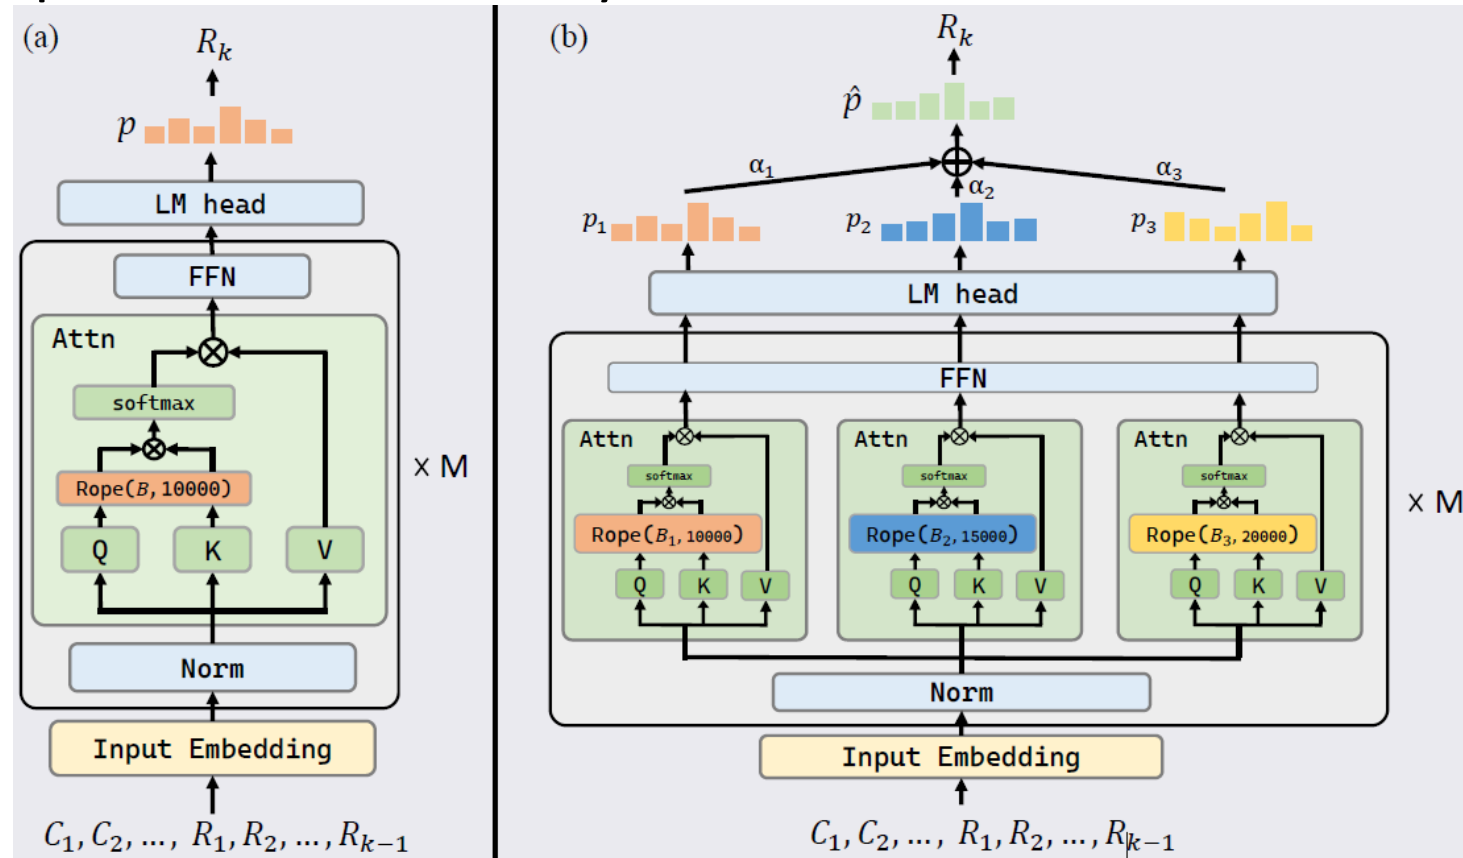 (a)
R_k
p
LM head
FFN
Attn
softmax
Rope(B, 10000)
Q K V
× M
Norm
Input Embedding
C_1, C_2, ..., R_1, R_2, ..., R_{k−1}
(b)
R_k
p̂
α_1 α_2 α_3
p_1 p_2 p_3
LM head
FFN
Attn Attn Attn
softmax softmax softmax
Rope(B_1, 10000) Rope(B_2, 15000) Rope(B_3, 20000)
Q K V Q K V Q K V
× M
Norm
Input Embedding
C_1, C_2, ..., R_1, R_2, ..., R_{k−1}